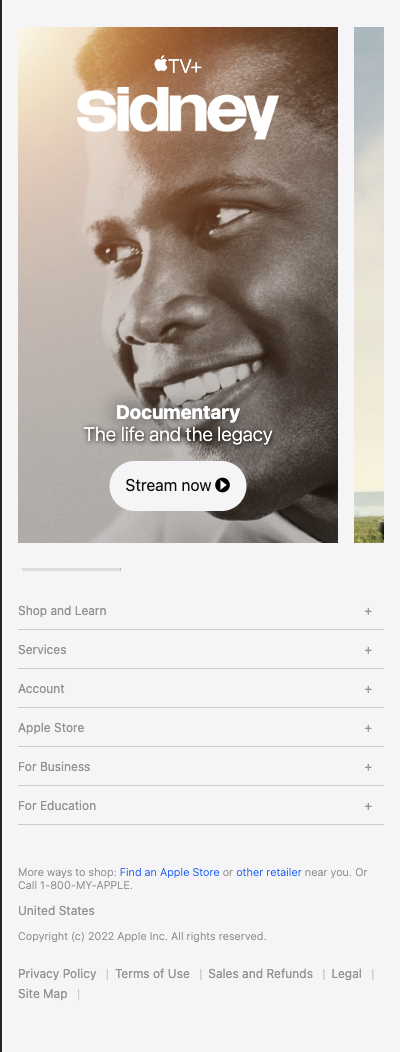 TV+
sidney
Documentary
The life and the legacy
Stream now
Shop and Learn +
Services +
Account +
Apple Store +
For Business +
For Education +
More ways to shop: Find an Apple Store or other retailer near you. Or
Call 1-800-MY-APPLE.
United States
Copyright (c) 2022 Apple Inc. All rights reserved.
Privacy Policy | Terms of Use | Sales and Refunds | Legal |
Site Map |